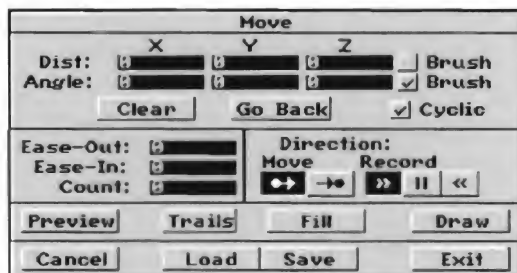 Move
X Y Z
Dist: Brush
Angle: Brush
Clear Go Back Cyclic
Ease-Out: Direction:
Ease-In: Move Record
Count:
Preview Trails Fill Draw
Cancel Load Save Exit